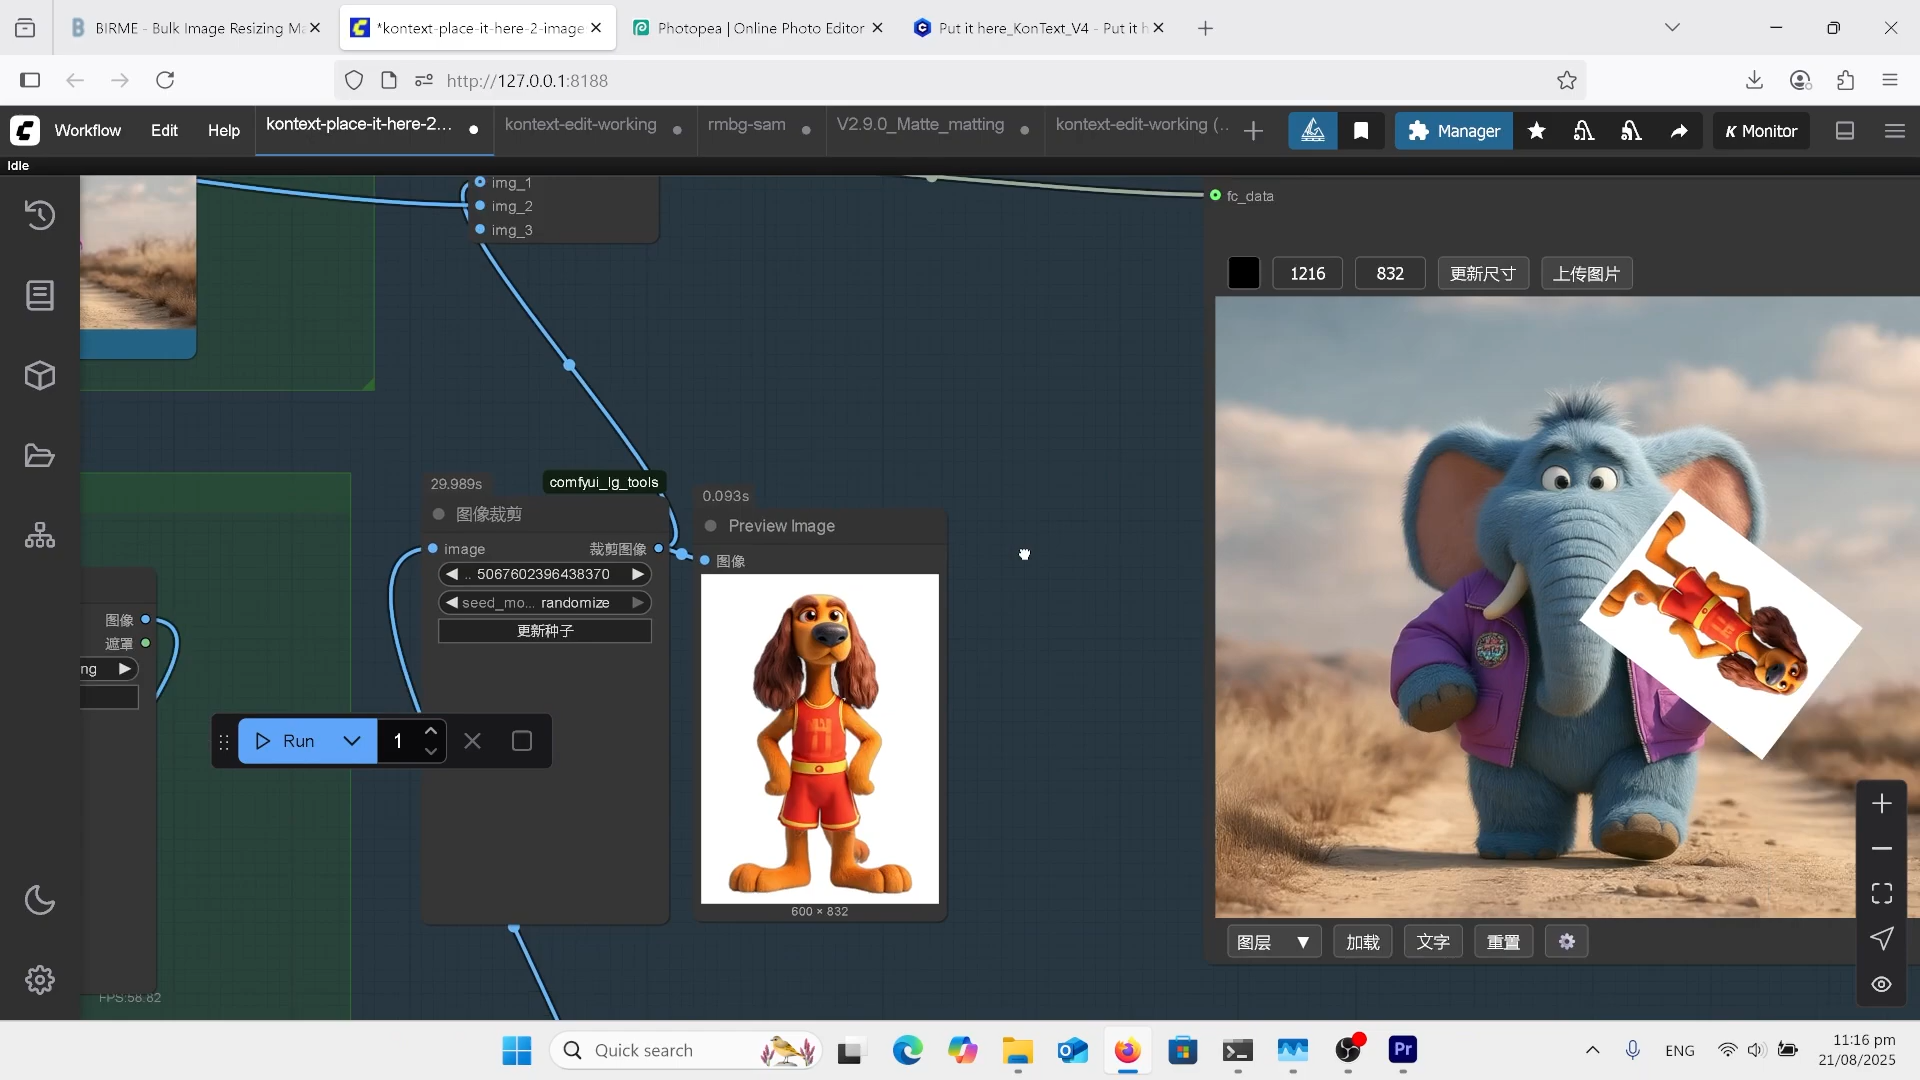 BIRME - Bulk Image Resizing Ma
*kontext-place-it-here-2-image
Photopea | Online Photo Editor
Put it here_KonText_V4 - Put it h
http://127.0.0.1:8188
Workflow
Edit
Help
kontext-place-it-here-2...
kontext-edit-working
rmbg-sam
V2.9.0_Matte_matting
kontext-edit-working (..
Manager
Monitor
Idle
img_1
img_2
img_3
fc_data
1216
832
更新尺寸
上传图片
29.989s
comfyui_lg_tools
图像裁剪
image
裁剪图像
.. 5067602396438370
seed_mo... randomize
更新种子
0.093s
Preview Image
图像
600 × 832
图像
遮罩
ng
Run
1
图层
加载
文字
重置
FPS:58.82
Quick search
Pr
ENG
11:16 pm
21/08/2025